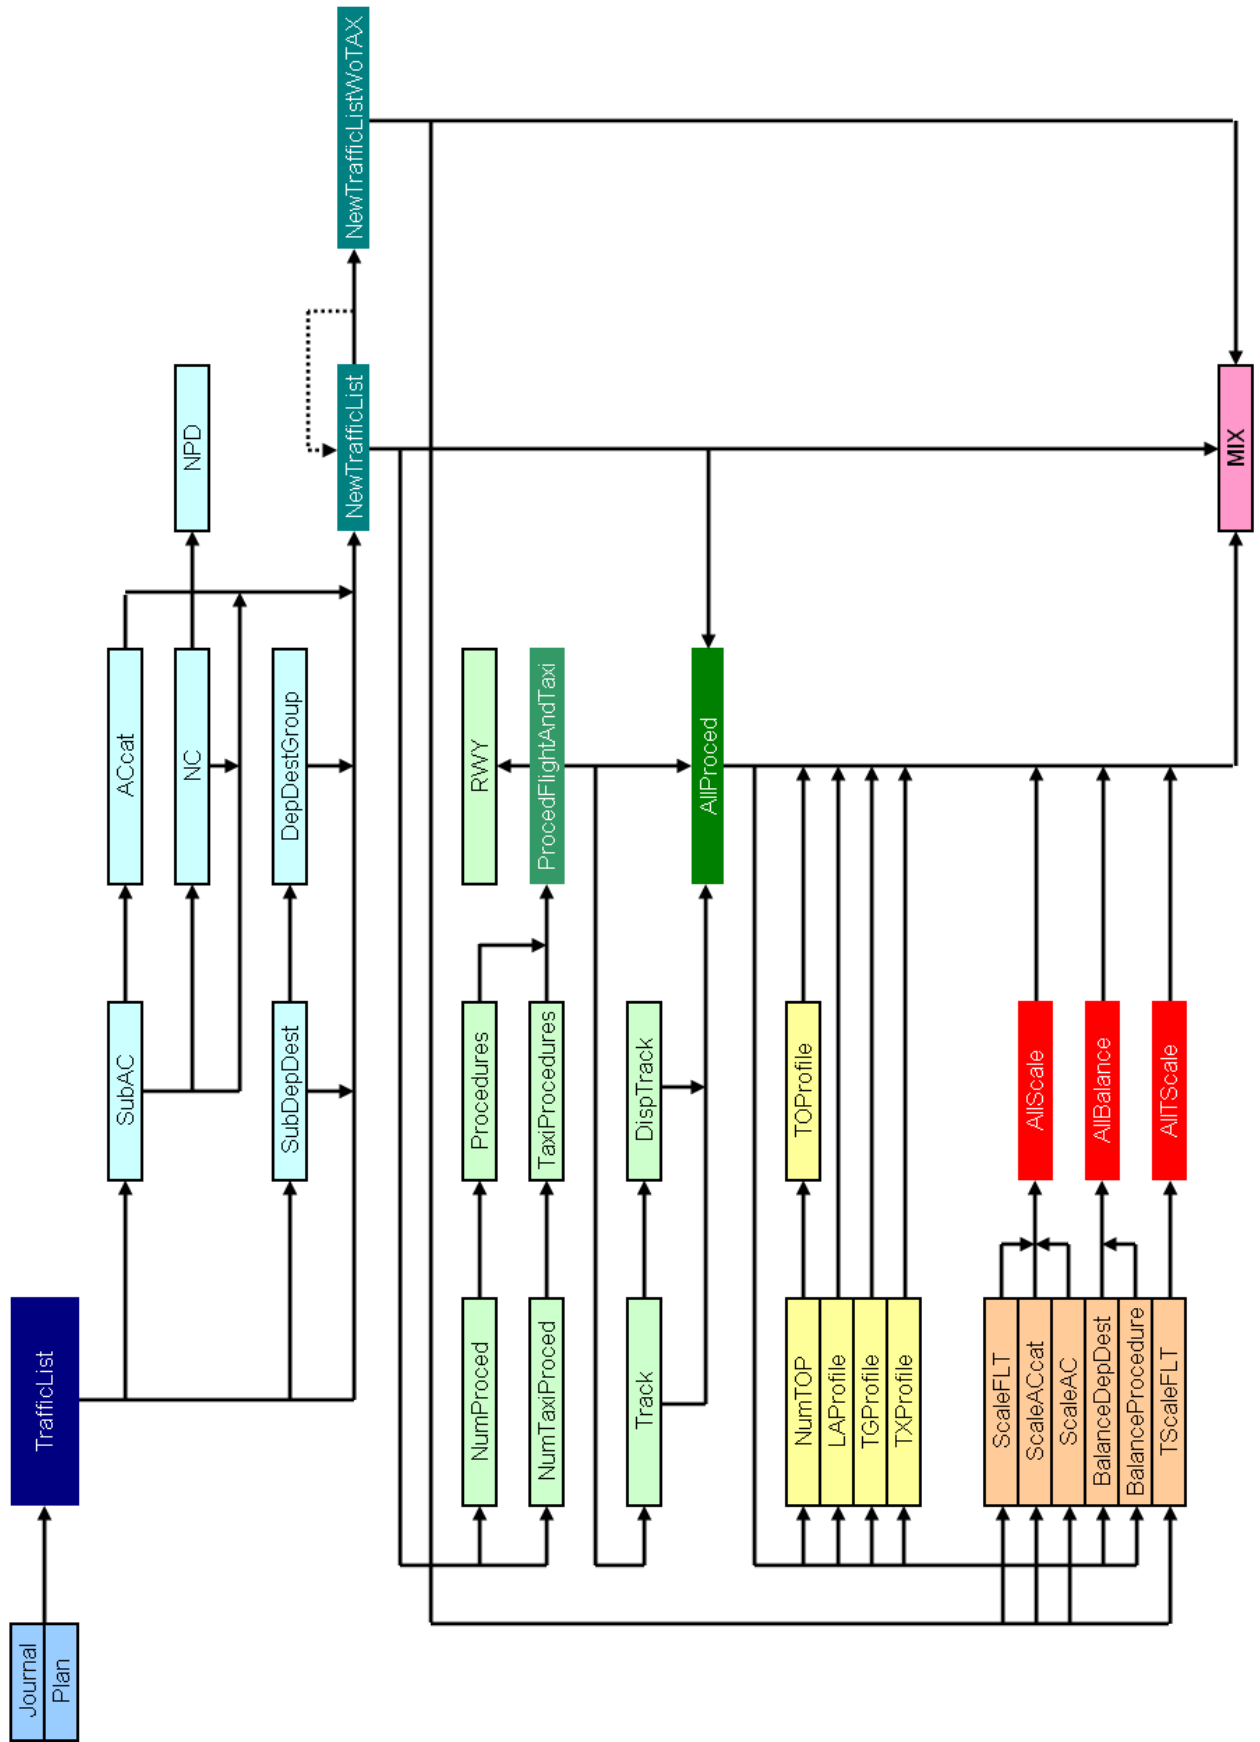 Journal
Plan
TrafficList
SubAC
ACcat
NC
NPD
SubDepDest
DepDestGroup
NewTrafficList
NewTrafficListWoTAX
NumProced
Procedures
RWY
NumTaxiProced
TaxiProcedures
ProcedFlightAndTaxi
Track
DispTrack
AllProced
NumTOP
TOProfile
LAProfile
TGProfile
TXProfile
ScaleFLT
ScaleACcat
AllScale
ScaleAC
BalanceDepDest
AllBalance
BalanceProcedure
TScaleFLT
AllTScale
MIX